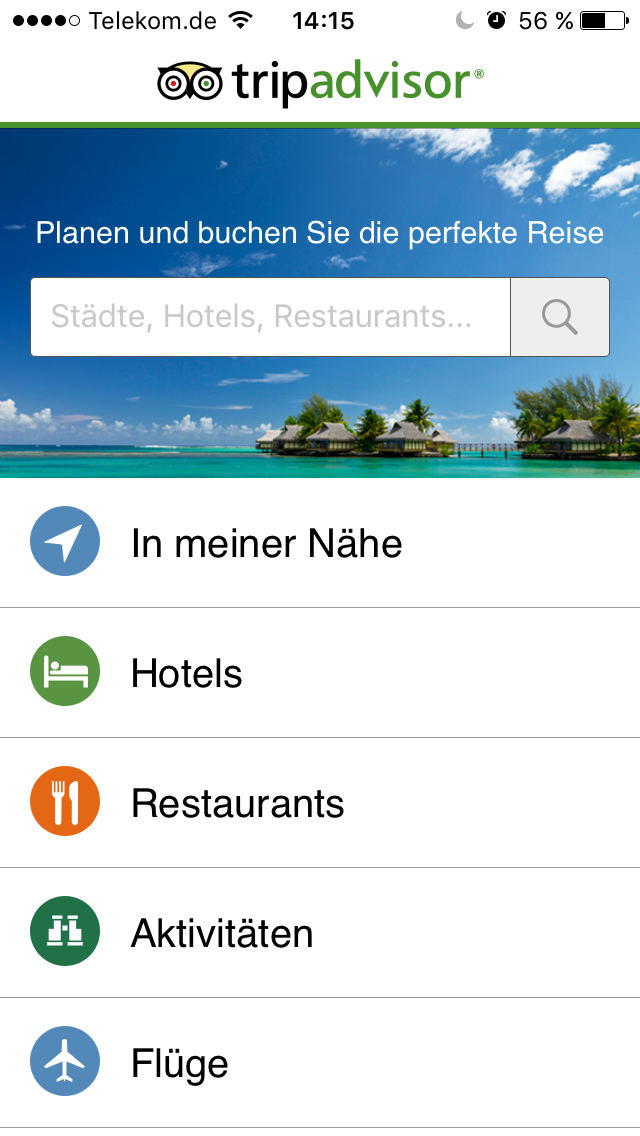 Telekom.de 14:15 56 %
tripadvisor®
Planen und buchen Sie die perfekte Reise
Städte, Hotels, Restaurants...
In meiner Nähe
Hotels
Restaurants
Aktivitäten
Flüge